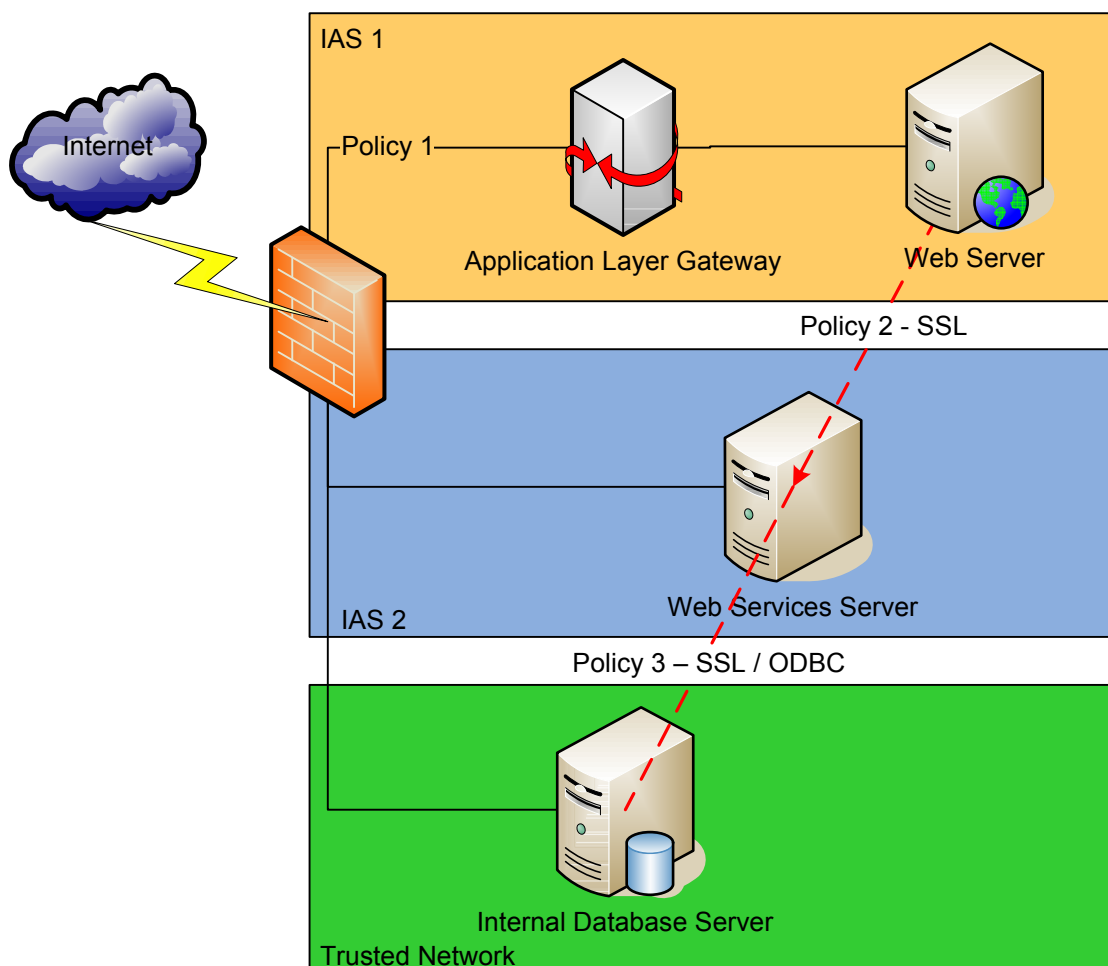 IAS 1
Internet
Policy 1
Application Layer Gateway
Web Server
Policy 2 - SSL
Web Services Server
IAS 2
Policy 3 – SSL / ODBC
Internal Database Server
Trusted Network